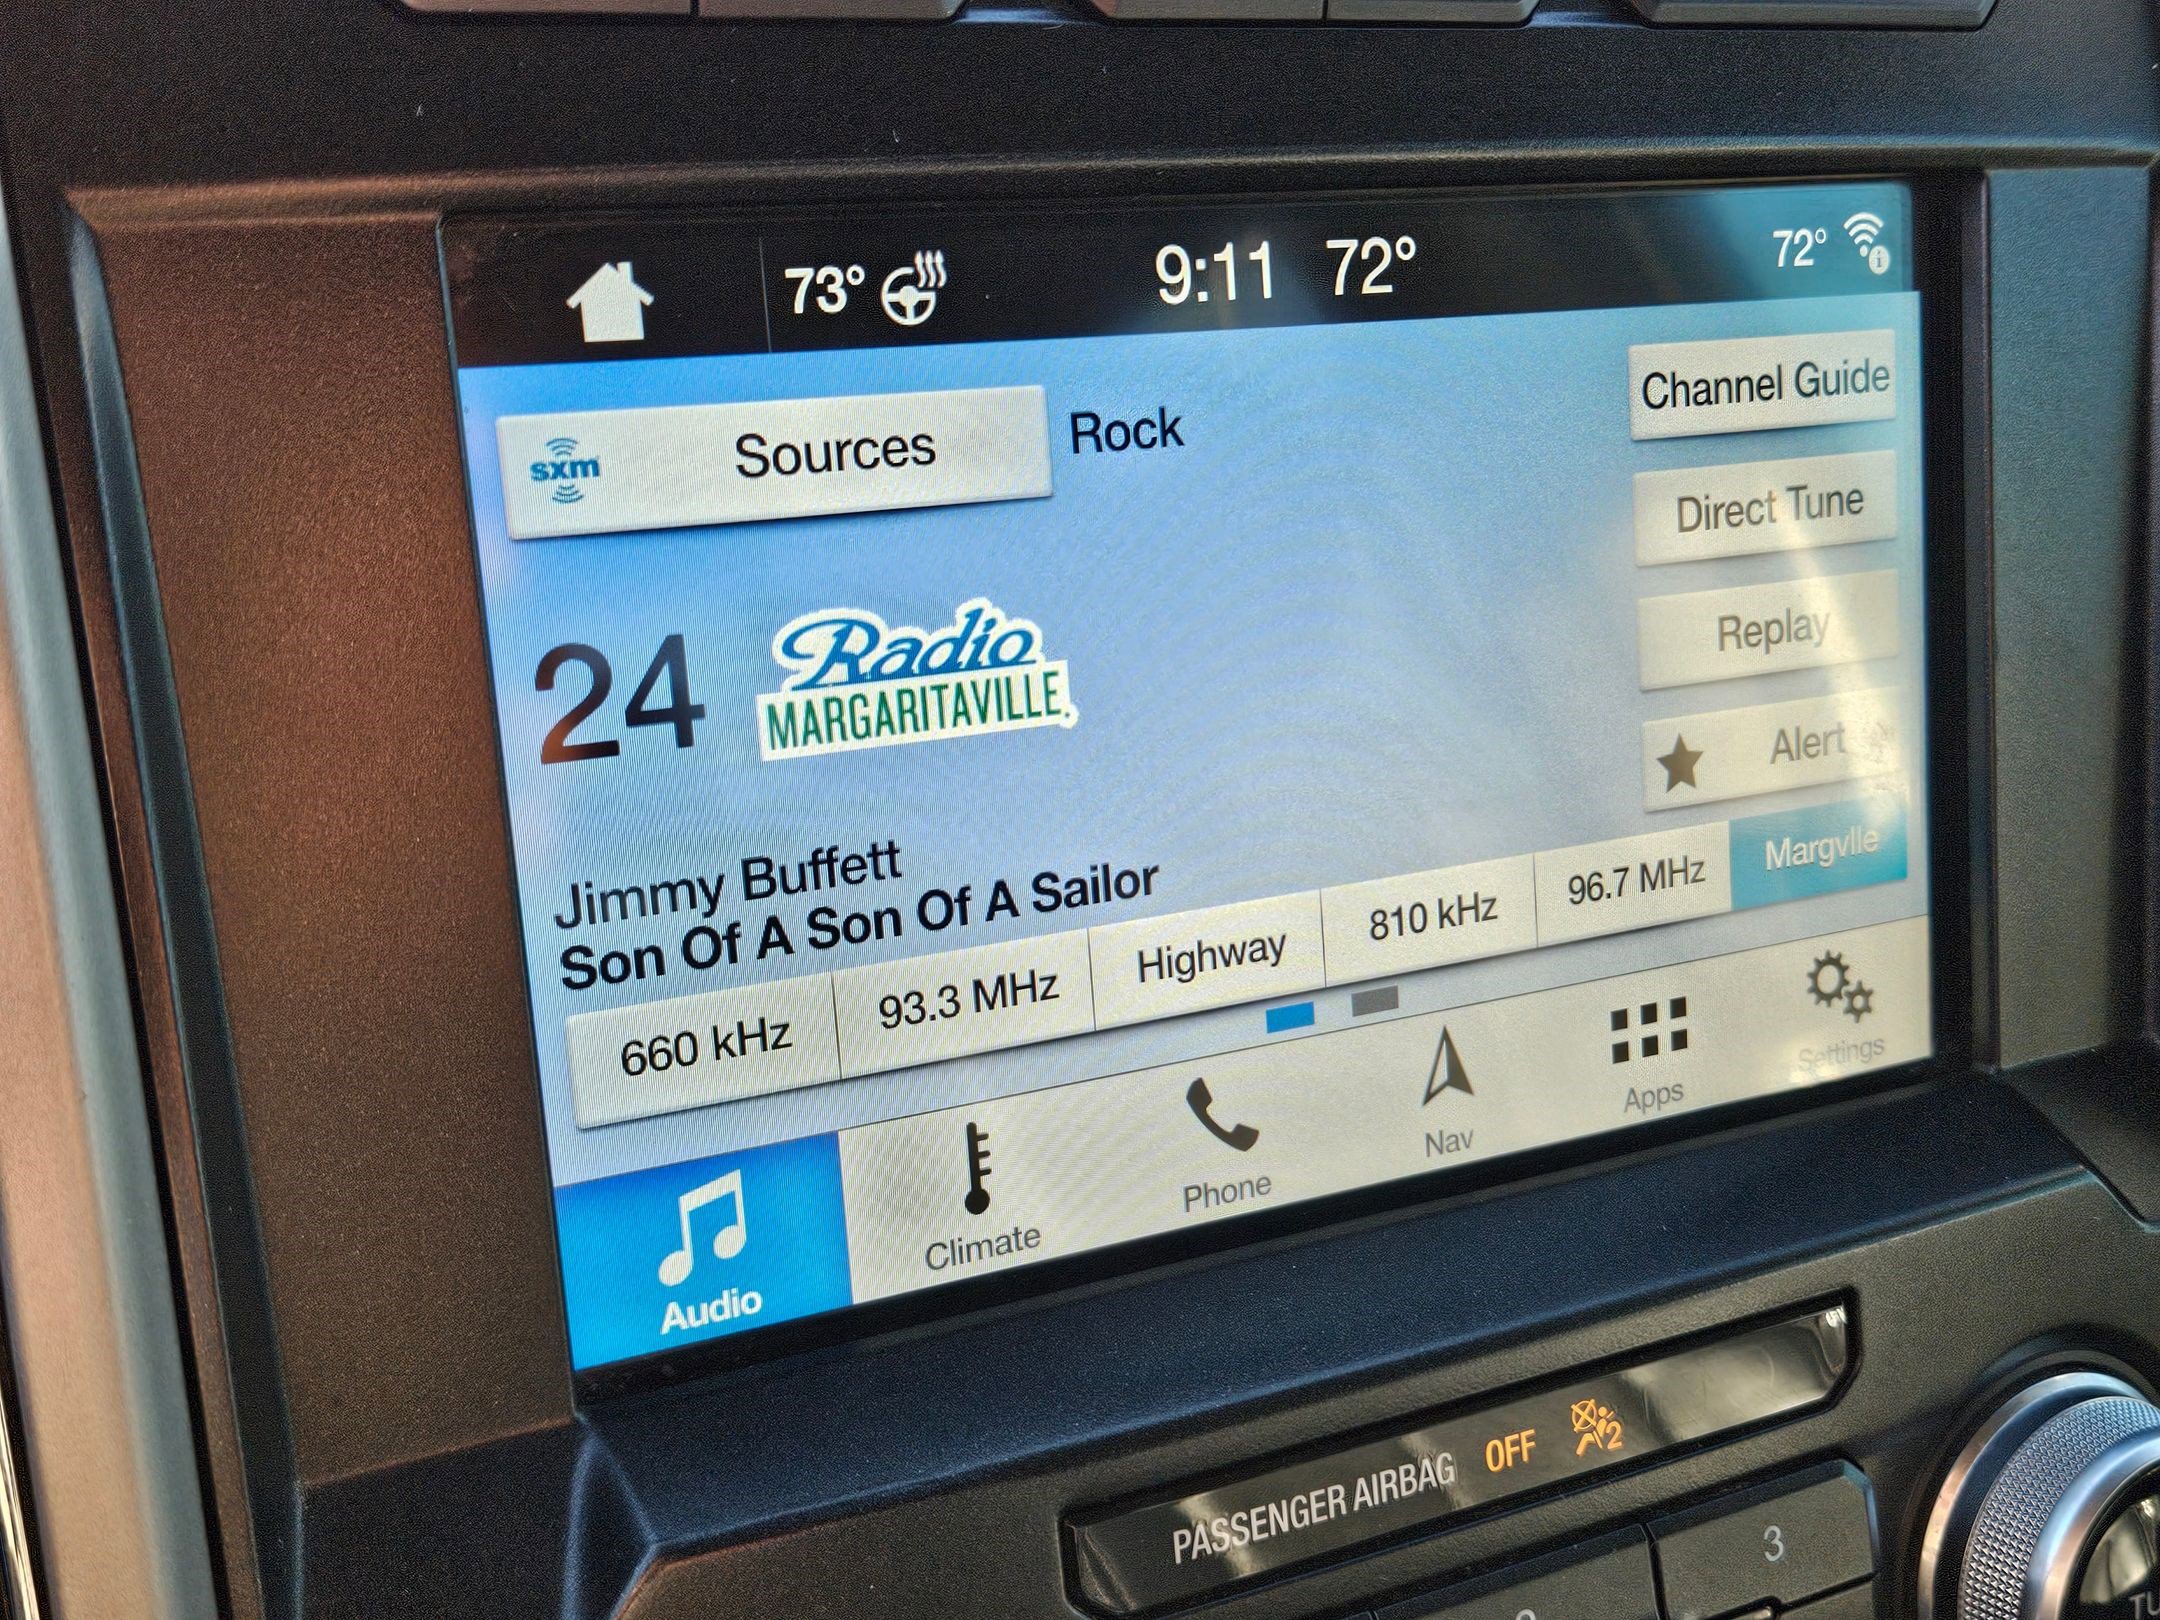 73° 9:11 72° 72°
sxm Sources Rock Channel Guide
Direct Tune
Replay
Alert
24 Radio
MARGARITAVILLE
Jimmy Buffett
Son Of A Son Of A Sailor
660 kHz 93.3 MHz Highway 810 kHz 96.7 MHz Margvlle
Audio Climate Phone Nav Apps Settings
PASSENGER AIRBAG OFF 2
3